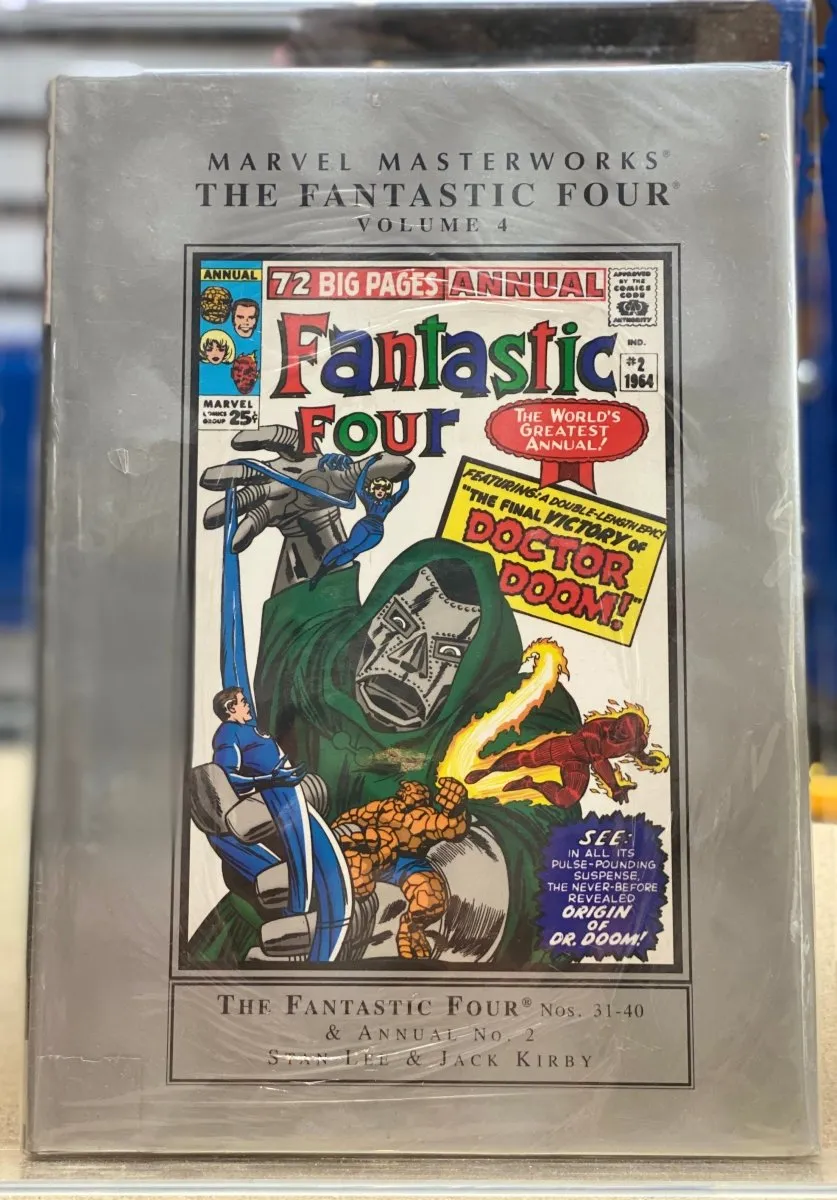 MARVEL MASTERWORKS®
THE FANTASTIC FOUR®
VOLUME 4
ANNUAL
72 BIG PAGES ANNUAL
APPROVED
BY THE
COMICS
CODE
AUTHORITY
Fantastic
Four
IND.
#2
1964
MARVEL
COMICS
GROUP
25¢
THE WORLD'S
GREATEST
ANNUAL!
FEATURING: A DOUBLE-LENGTH EPIC!
"THE FINAL VICTORY OF
DOCTOR
DOOM!"
SEE:
IN ALL ITS
PULSE-POUNDING
SUSPENSE,
THE NEVER-BEFORE
REVEALED
ORIGIN
OF
DR. DOOM!
THE FANTASTIC FOUR® NOS. 31-40
& ANNUAL NO. 2
STAN LEE & JACK KIRBY